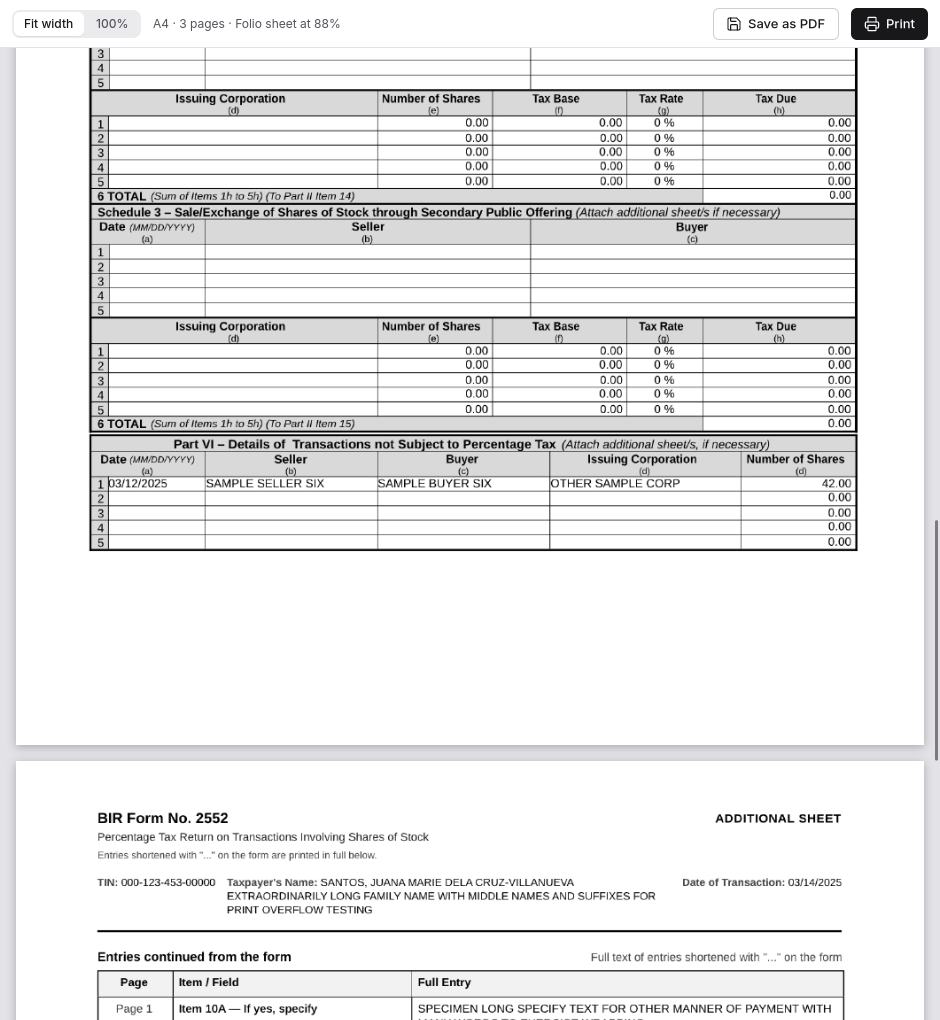 Fit width 100% A4 · 3 pages · Folio sheet at 88% Save as PDF Print
3
4
5
Issuing Corporation Number of Shares Tax Base Tax Rate Tax Due
(d) (e) (f) (g) (h)
1 0.00 0.00 0 % 0.00
2 0.00 0.00 0 % 0.00
3 0.00 0.00 0 % 0.00
4 0.00 0.00 0 % 0.00
5 0.00 0.00 0 % 0.00
6 TOTAL (Sum of Items 1h to 5h) (To Part II Item 14) 0.00
Schedule 3 – Sale/Exchange of Shares of Stock through Secondary Public Offering (Attach additional sheet/s if necessary)
Date (MM/DD/YYYY) Seller Buyer
(a) (b) (c)
1
2
3
4
5
Issuing Corporation Number of Shares Tax Base Tax Rate Tax Due
(d) (e) (f) (g) (h)
1 0.00 0.00 0 % 0.00
2 0.00 0.00 0 % 0.00
3 0.00 0.00 0 % 0.00
4 0.00 0.00 0 % 0.00
5 0.00 0.00 0 % 0.00
6 TOTAL (Sum of Items 1h to 5h) (To Part II Item 15) 0.00
Part VI – Details of Transactions not Subject to Percentage Tax (Attach additional sheet/s, if necessary)
Date (MM/DD/YYYY) Seller Buyer Issuing Corporation Number of Shares
(a) (b) (c) (d) (d)
1 03/12/2025 SAMPLE SELLER SIX SAMPLE BUYER SIX OTHER SAMPLE CORP 42.00
2 0.00
3 0.00
4 0.00
5 0.00
BIR Form No. 2552 ADDITIONAL SHEET
Percentage Tax Return on Transactions Involving Shares of Stock
Entries shortened with "..." on the form are printed in full below.
TIN: 000-123-453-00000 Taxpayer's Name: SANTOS, JUANA MARIE DELA CRUZ-VILLANUEVA Date of Transaction: 03/14/2025
EXTRAORDINARILY LONG FAMILY NAME WITH MIDDLE NAMES AND SUFFIXES FOR
PRINT OVERFLOW TESTING
Entries continued from the form Full text of entries shortened with "..." on the form
Page Item / Field Full Entry
Page 1 Item 10A — If yes, specify SPECIMEN LONG SPECIFY TEXT FOR OTHER MANNER OF PAYMENT WITH